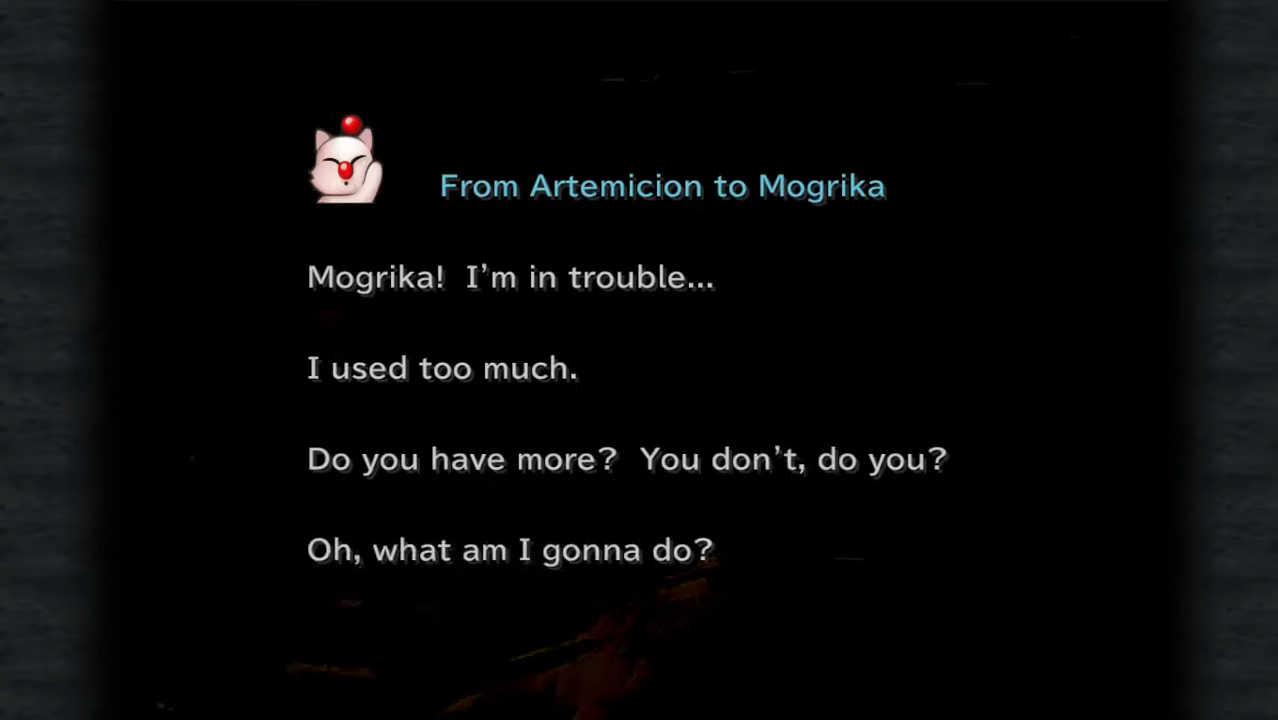 From Artemicion to Mogrika
Mogrika!  I'm in trouble...
I used too much.
Do you have more?  You don't, do you?
Oh, what am I gonna do?